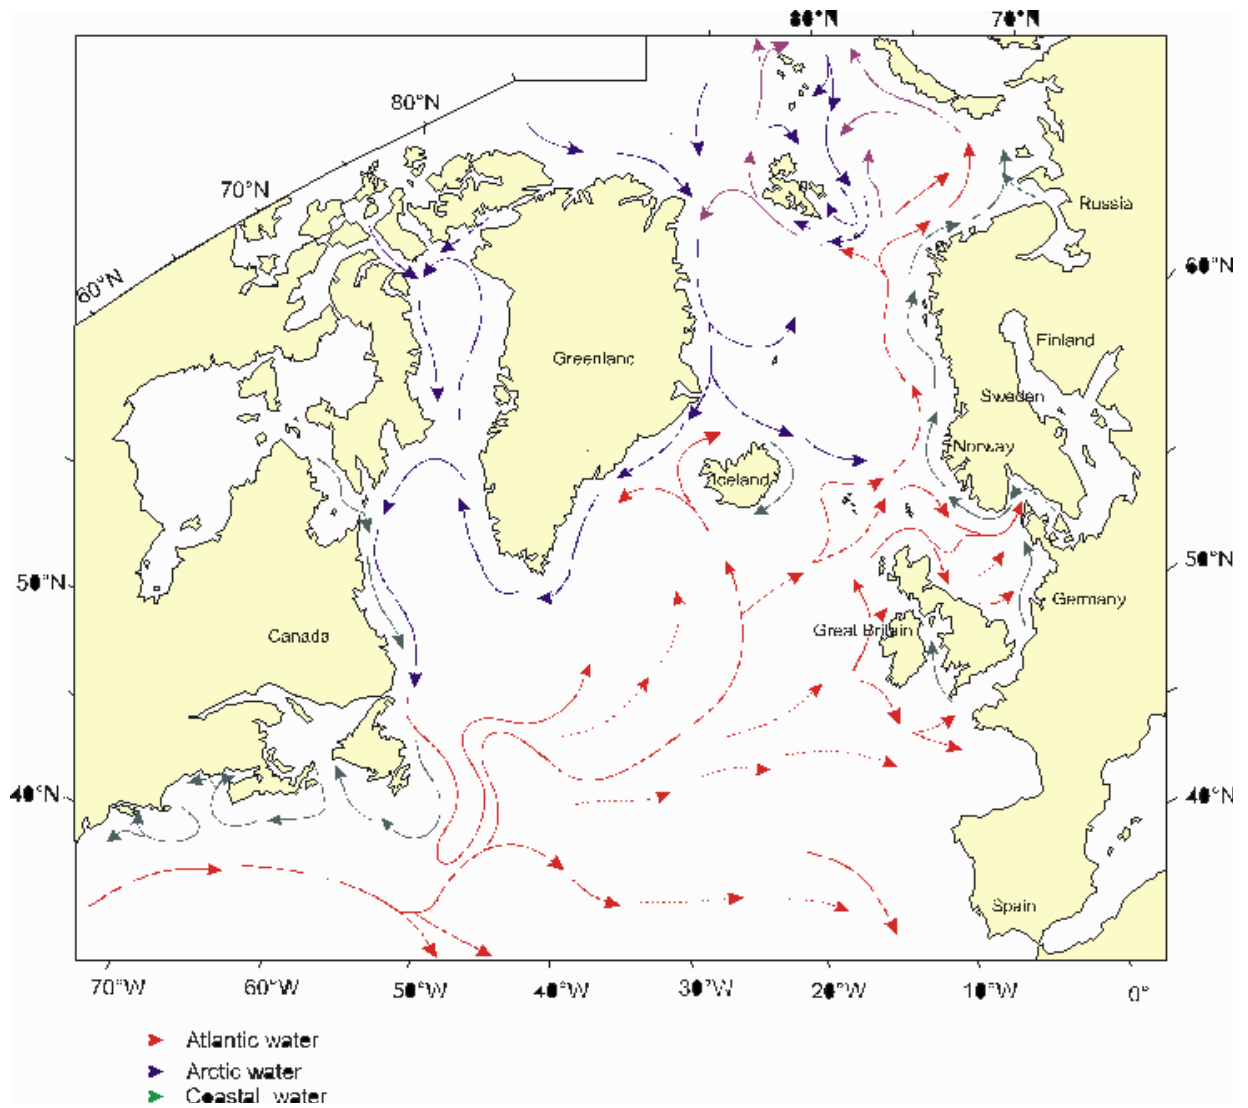 80°N 70°N
80°N
70°N
Russia
60°N
60°N
Finland
Greenland
Sweden
Norway
Iceland
50°N
50°N
Germany
Great Britain
Canada
40°N
40°N
Spain
70°W 60°W 50°W 40°W 30°W 20°W 10°W 0°
Atlantic water
Arctic water
Coastal water